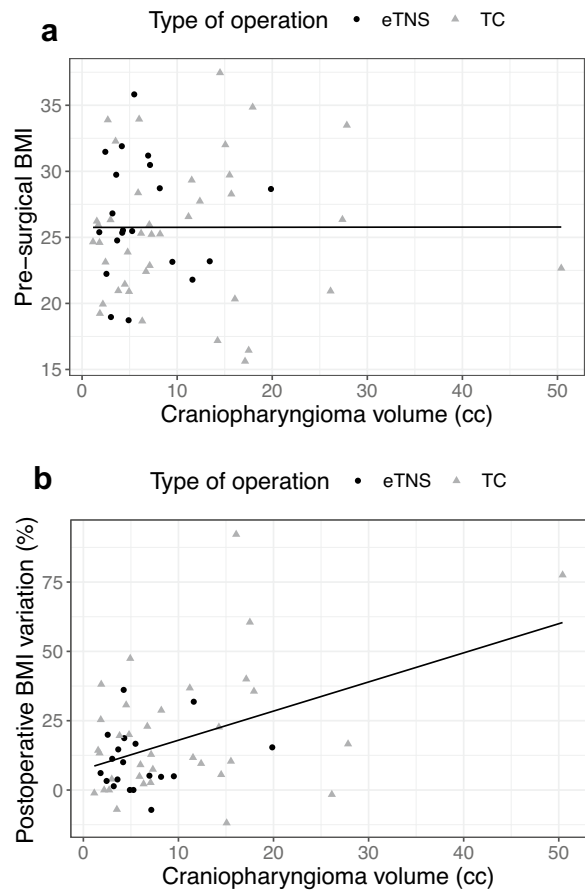 a
Type of operation eTNS TC
Pre-surgical BMI
35
30
25
20
15
0 10 20 30 40 50
Craniopharyngioma volume (cc)
b
Type of operation eTNS TC
Postoperative BMI variation (%)
75
50
25
0
0 10 20 30 40 50
Craniopharyngioma volume (cc)